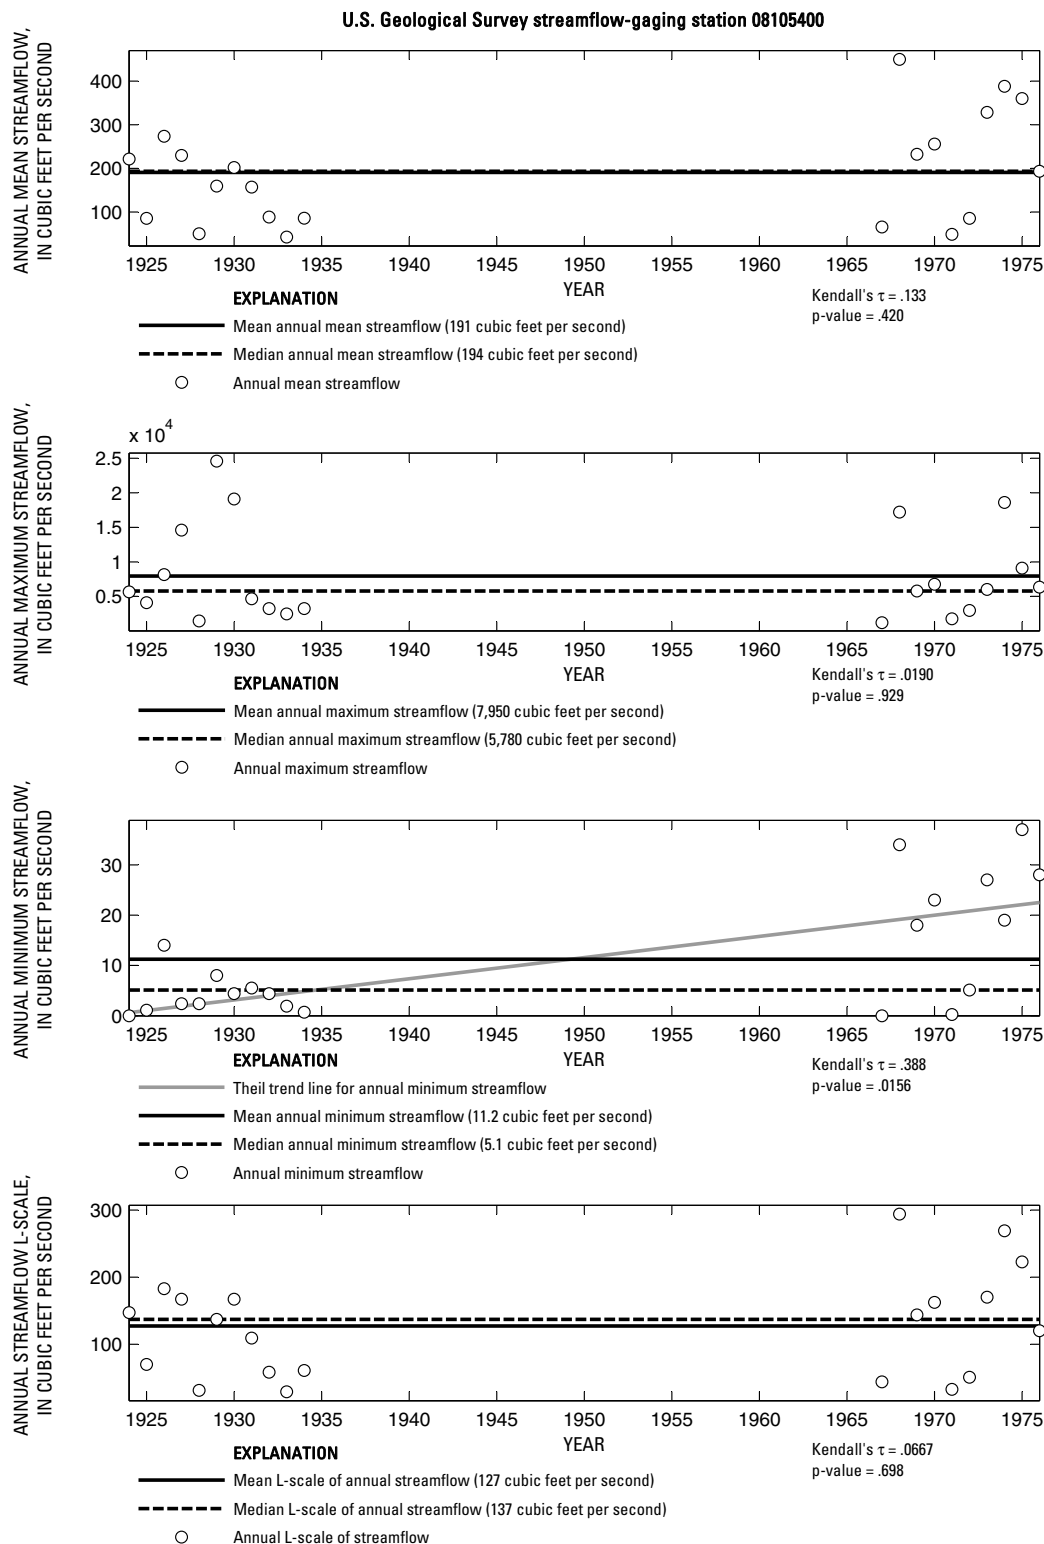 U.S. Geological Survey streamflow-gaging station 08105400
ANNUAL MEAN STREAMFLOW,
IN CUBIC FEET PER SECOND
400
300
200
100
1925 1930 1935 1940 1945 1950 1955 1960 1965 1970 1975
YEAR
EXPLANATION
Mean annual mean streamflow (191 cubic feet per second)
Median annual mean streamflow (194 cubic feet per second)
Annual mean streamflow
Kendall's τ = .133
p-value = .420
ANNUAL MAXIMUM STREAMFLOW,
IN CUBIC FEET PER SECOND
x 10^4
2.5
2
1.5
1
0.5
1925 1930 1935 1940 1945 1950 1955 1960 1965 1970 1975
YEAR
EXPLANATION
Mean annual maximum streamflow (7,950 cubic feet per second)
Median annual maximum streamflow (5,780 cubic feet per second)
Annual maximum streamflow
Kendall's τ = .0190
p-value = .929
ANNUAL MINIMUM STREAMFLOW,
IN CUBIC FEET PER SECOND
30
20
10
0
1925 1930 1935 1940 1945 1950 1955 1960 1965 1970 1975
YEAR
EXPLANATION
Theil trend line for annual minimum streamflow
Mean annual minimum streamflow (11.2 cubic feet per second)
Median annual minimum streamflow (5.1 cubic feet per second)
Annual minimum streamflow
Kendall's τ = .388
p-value = .0156
ANNUAL STREAMFLOW L-SCALE,
IN CUBIC FEET PER SECOND
300
200
100
1925 1930 1935 1940 1945 1950 1955 1960 1965 1970 1975
YEAR
EXPLANATION
Mean L-scale of annual streamflow (127 cubic feet per second)
Median L-scale of annual streamflow (137 cubic feet per second)
Annual L-scale of streamflow
Kendall's τ = .0667
p-value = .698